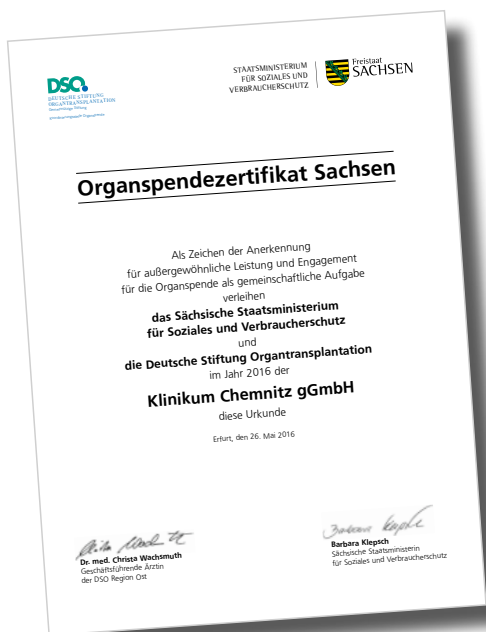 DSO.
DEUTSCHE STIFTUNG
ORGANTRANSPLANTATION
Gemeinnützige Stiftung
STAATSMINISTERIUM
FÜR SOZIALES UND
VERBRAUCHERSCHUTZ
Freistaat
SACHSEN
Organspendezertifikat Sachsen
Als Zeichen der Anerkennung
für außergewöhnliche Leistung und Engagement
für die Organspende als gemeinschaftliche Aufgabe
verleihen
das Sächsische Staatsministerium
für Soziales und Verbraucherschutz
und
die Deutsche Stiftung Organtransplantation
im Jahr 2016 der
Klinikum Chemnitz gGmbH
diese Urkunde
Erfurt, den 26. Mai 2016
Dr. med. Christa Wachsmuth
Geschäftsführende Ärztin
der DSO Region Ost
Barbara Klepsch
Sächsische Staatsministerin
für Soziales und Verbraucherschutz